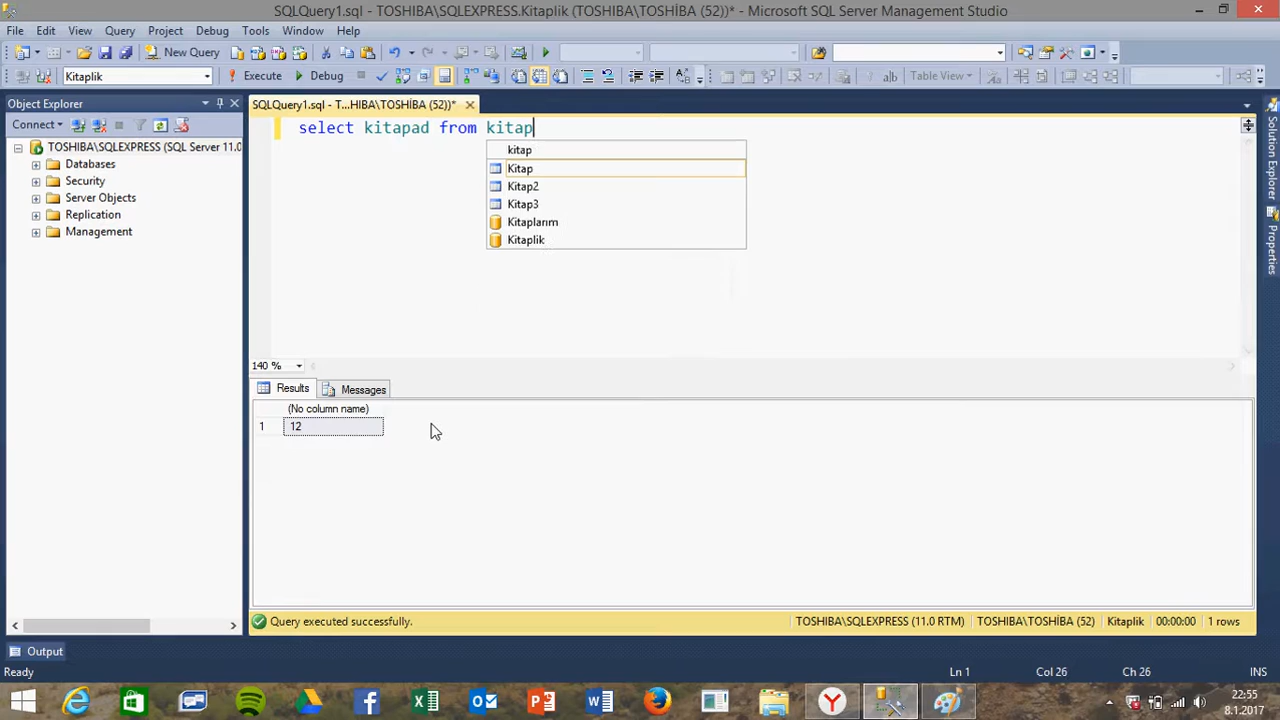 SQLQuery1.sql - TOSHIBA\SQLEXPRESS.Kitaplik (TOSHIBA\TOSHİBA (52))* - Microsoft SQL Server Management Studio
File Edit View Query Project Debug Tools Window Help
New Query
Kitaplik Execute Debug Table View
Object Explorer
SQLQuery1.sql - T...HIBA\TOSHİBA (52))*
Connect
TOSHIBA\SQLEXPRESS (SQL Server 11.0
Databases
Security
Server Objects
Replication
Management
select kitapad from kitap
kitap
Kitap
Kitap2
Kitap3
Kitaplarım
Kitaplik
Solution Explorer
Properties
140 %
Results Messages
(No column name)
1 12
Query executed successfully. TOSHIBA\SQLEXPRESS (11.0 RTM) TOSHIBA\TOSHİBA (52) Kitaplik 00:00:00 1 rows
Output
Ready Ln 1 Col 26 Ch 26 INS
22:55
8.1.2017